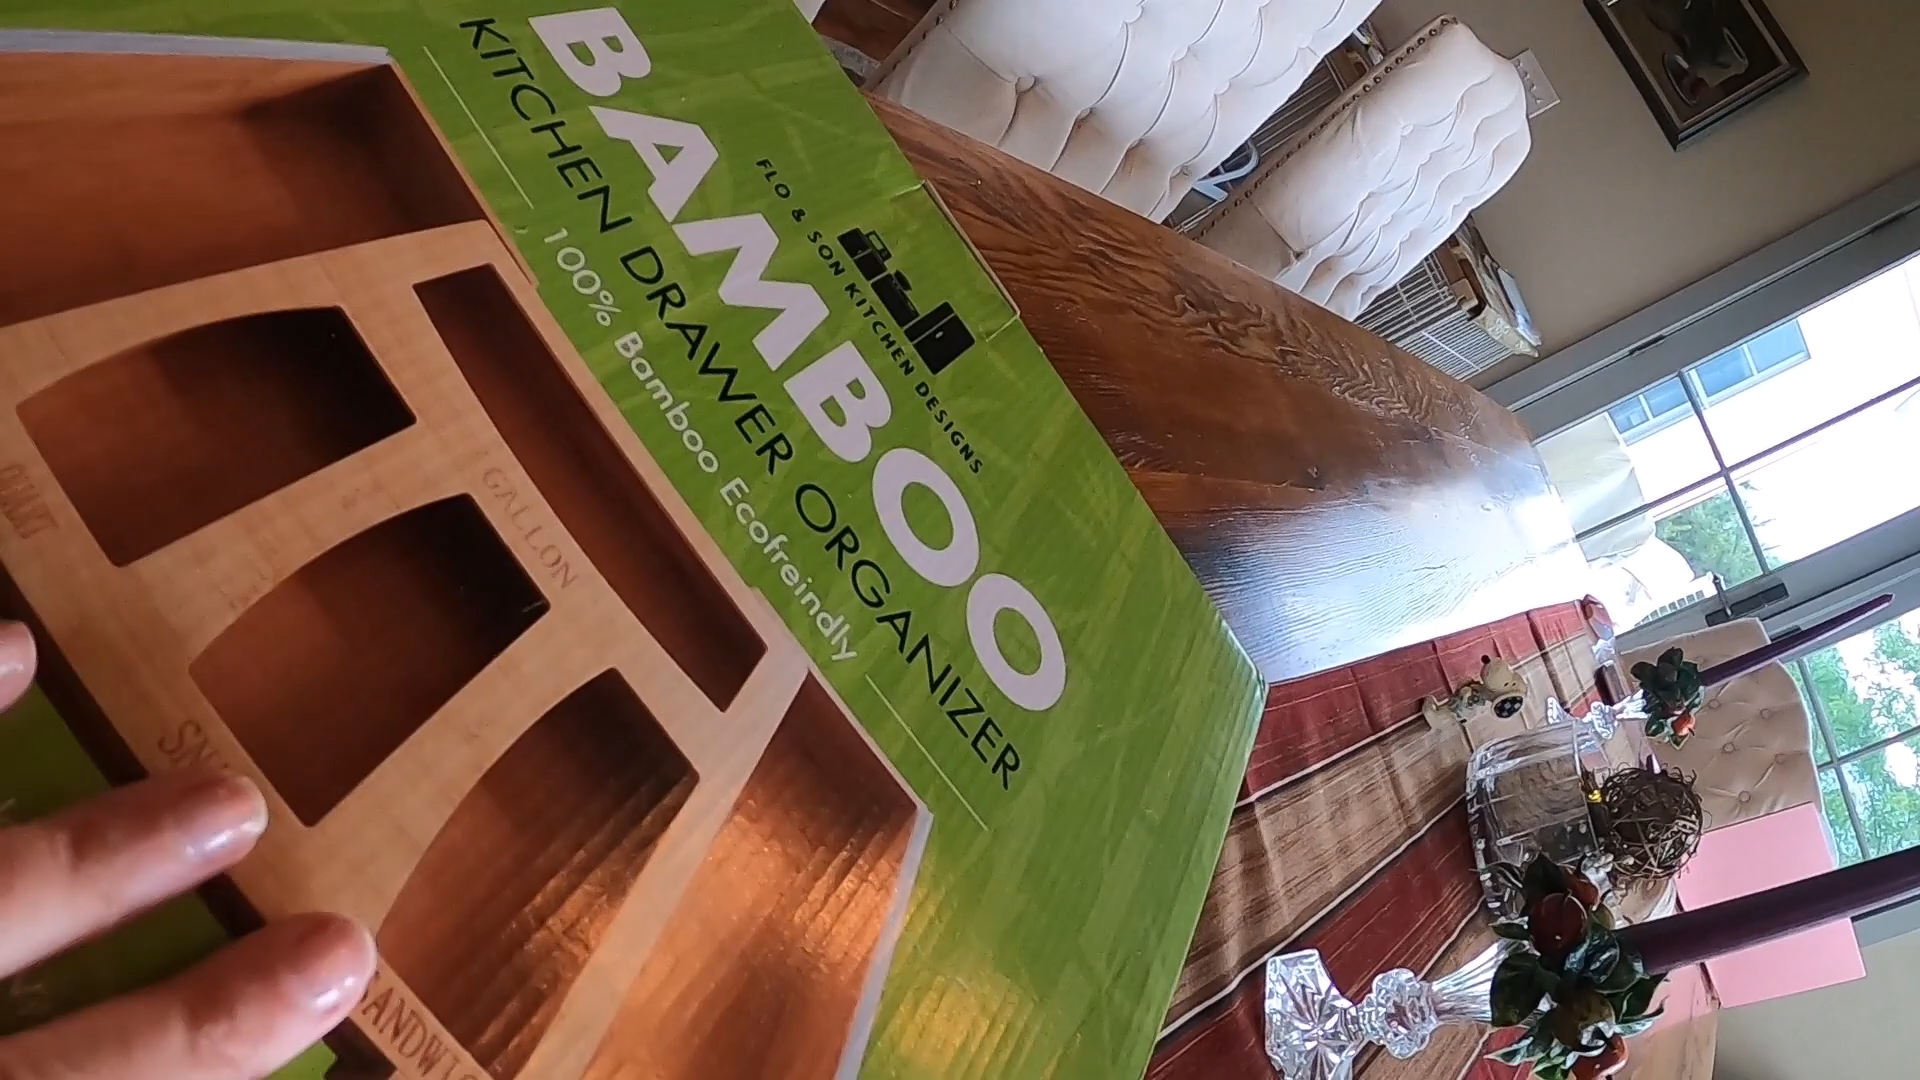 FLO & SON KITCHEN DESIGNS
BAMBOO
KITCHEN DRAWER ORGANIZER
100% Bamboo Ecofreindly
GALLON
QUART